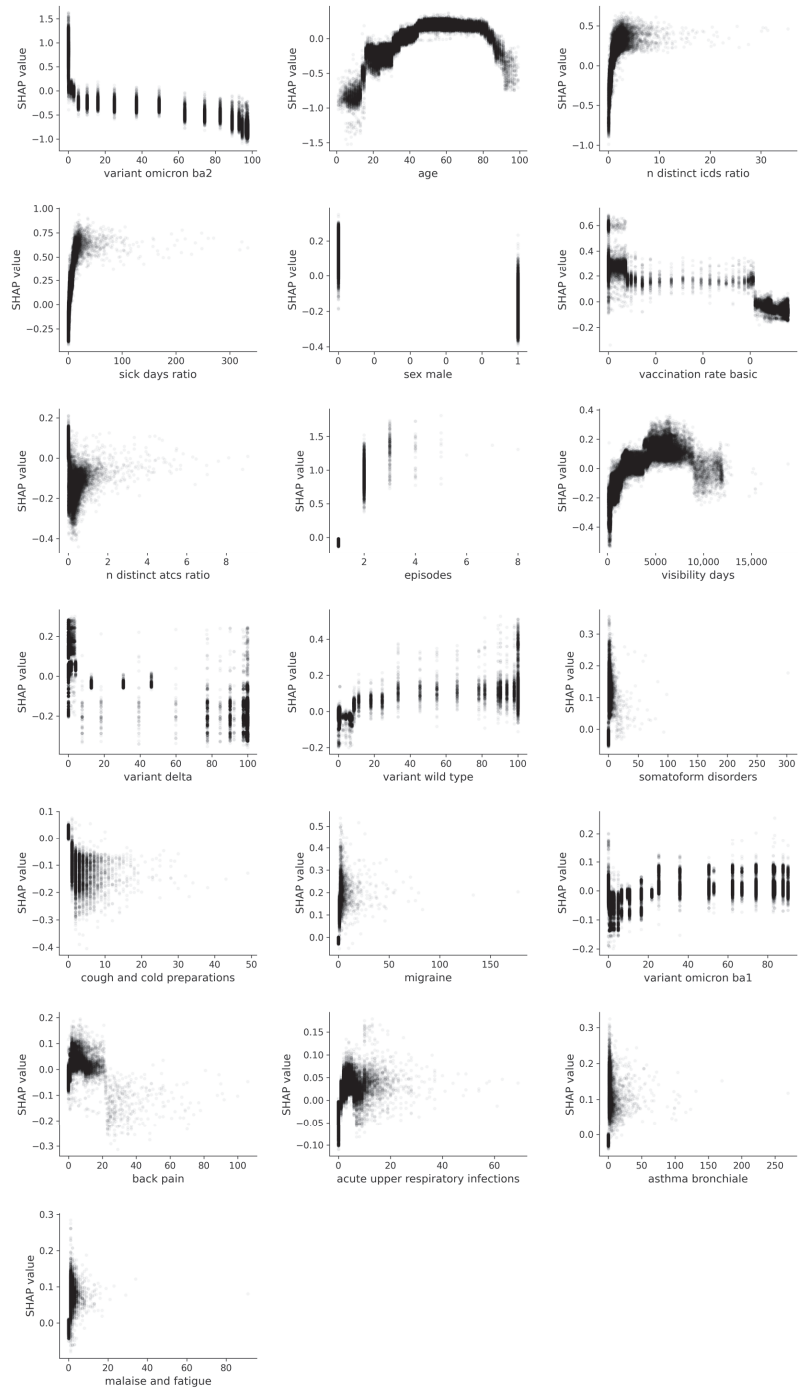 SHAP value
1.5
1.0
0.5
0.0
−0.5
−1.0
0 20 40 60 80 100
variant omicron ba2
SHAP value
0.0
−0.5
−1.0
−1.5
0 20 40 60 80 100
age
SHAP value
0.5
0.0
−0.5
−1.0
0 10 20 30
n distinct icds ratio
SHAP value
1.00
0.75
0.50
0.25
0.00
−0.25
0 100 200 300
sick days ratio
SHAP value
0.2
0.0
−0.2
−0.4
0 0 0 0 0 1
sex male
SHAP value
0.6
0.4
0.2
0.0
−0.2
0 0 0 0
vaccination rate basic
SHAP value
0.2
0.0
−0.2
−0.4
0 2 4 6 8
n distinct atcs ratio
SHAP value
1.5
1.0
0.5
0.0
2 4 6 8
episodes
SHAP value
0.4
0.2
0.0
−0.2
−0.4
0 5000 10,000 15,000
visibility days
SHAP value
0.2
0.0
−0.2
0 20 40 60 80 100
variant delta
SHAP value
0.4
0.2
0.0
−0.2
0 20 40 60 80 100
variant wild type
SHAP value
0.3
0.2
0.1
0.0
0 50 100 150 200 250 300
somatoform disorders
SHAP value
0.1
0.0
−0.1
−0.2
−0.3
−0.4
0 10 20 30 40 50
cough and cold preparations
SHAP value
0.5
0.4
0.3
0.2
0.1
0.0
0 50 100 150
migraine
SHAP value
0.2
0.1
0.0
−0.1
−0.2
0 20 40 60 80
variant omicron ba1
SHAP value
0.2
0.1
0.0
−0.1
−0.2
−0.3
0 20 40 60 80 100
back pain
SHAP value
0.15
0.10
0.05
0.00
−0.05
−0.10
0 20 40 60
acute upper respiratory infections
SHAP value
0.3
0.2
0.1
0.0
0 50 100 150 200 250
asthma bronchiale
SHAP value
0.3
0.2
0.1
0.0
0 20 40 60 80
malaise and fatigue